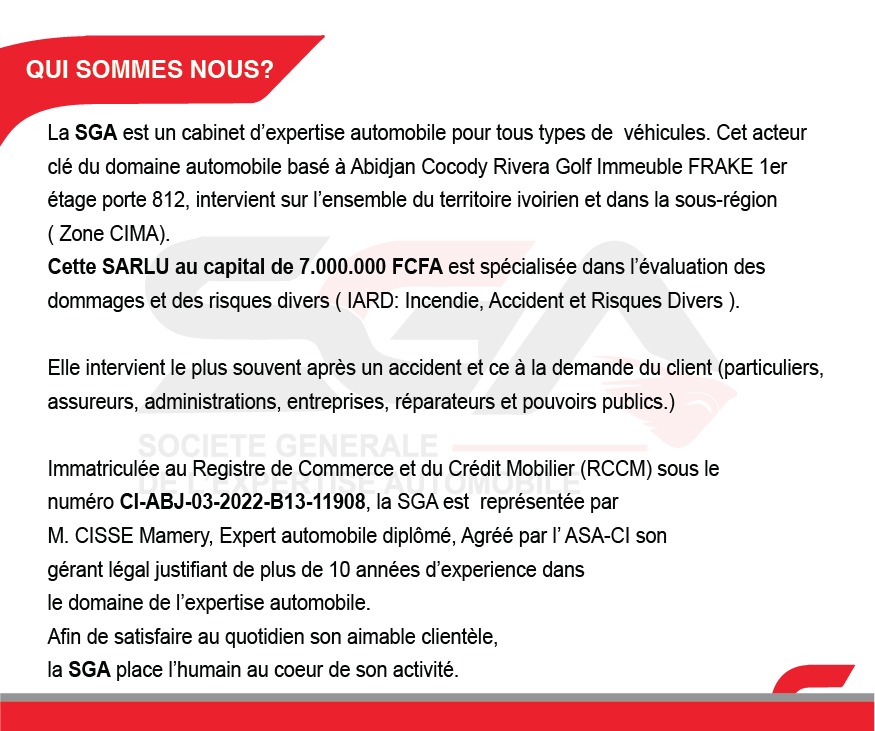 QUI SOMMES NOUS?
La SGA est un cabinet d’expertise automobile pour tous types de  véhicules. Cet acteur
clé du domaine automobile basé à Abidjan Cocody Rivera Golf Immeuble FRAKE 1er
étage porte 812, intervient sur l’ensemble du territoire ivoirien et dans la sous-région
( Zone CIMA).
Cette SARLU au capital de 7.000.000 FCFA est spécialisée dans l’évaluation des
dommages et des risques divers ( IARD: Incendie, Accident et Risques Divers ).
Elle intervient le plus souvent après un accident et ce à la demande du client (particuliers,
assureurs, administrations, entreprises, réparateurs et pouvoirs publics.)
SGA
SOCIETE GENERALE
DE L’EXPERTISE AUTOMOBILE
Immatriculée au Registre de Commerce et du Crédit Mobilier (RCCM) sous le
numéro CI-ABJ-03-2022-B13-11908, la SGA est  représentée par
M. CISSE Mamery, Expert automobile diplômé, Agréé par l’ ASA-CI son
gérant légal justifiant de plus de 10 années d’experience dans
le domaine de l’expertise automobile.
Afin de satisfaire au quotidien son aimable clientèle,
la SGA place l’humain au coeur de son activité.